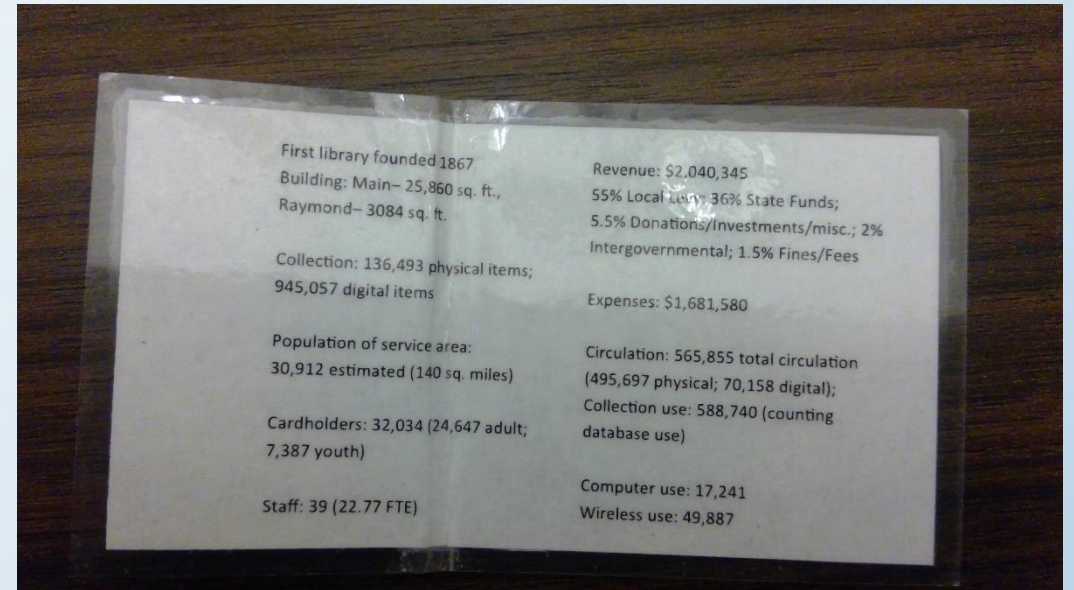 First library founded 1867
Building: Main– 25,860 sq. ft.,
Raymond– 3084 sq. ft.
Collection: 136,493 physical items;
945,057 digital items
Population of service area:
30,912 estimated (140 sq. miles)
Cardholders: 32,034 (24,647 adult;
7,387 youth)
Staff: 39 (22.77 FTE)
Revenue: $2,040,345
55% Local Levy; 36% State Funds;
5.5% Donations/Investments/misc.; 2%
Intergovernmental; 1.5% Fines/Fees
Expenses: $1,681,580
Circulation: 565,855 total circulation
(495,697 physical; 70,158 digital);
Collection use: 588,740 (counting
database use)
Computer use: 17,241
Wireless use: 49,887